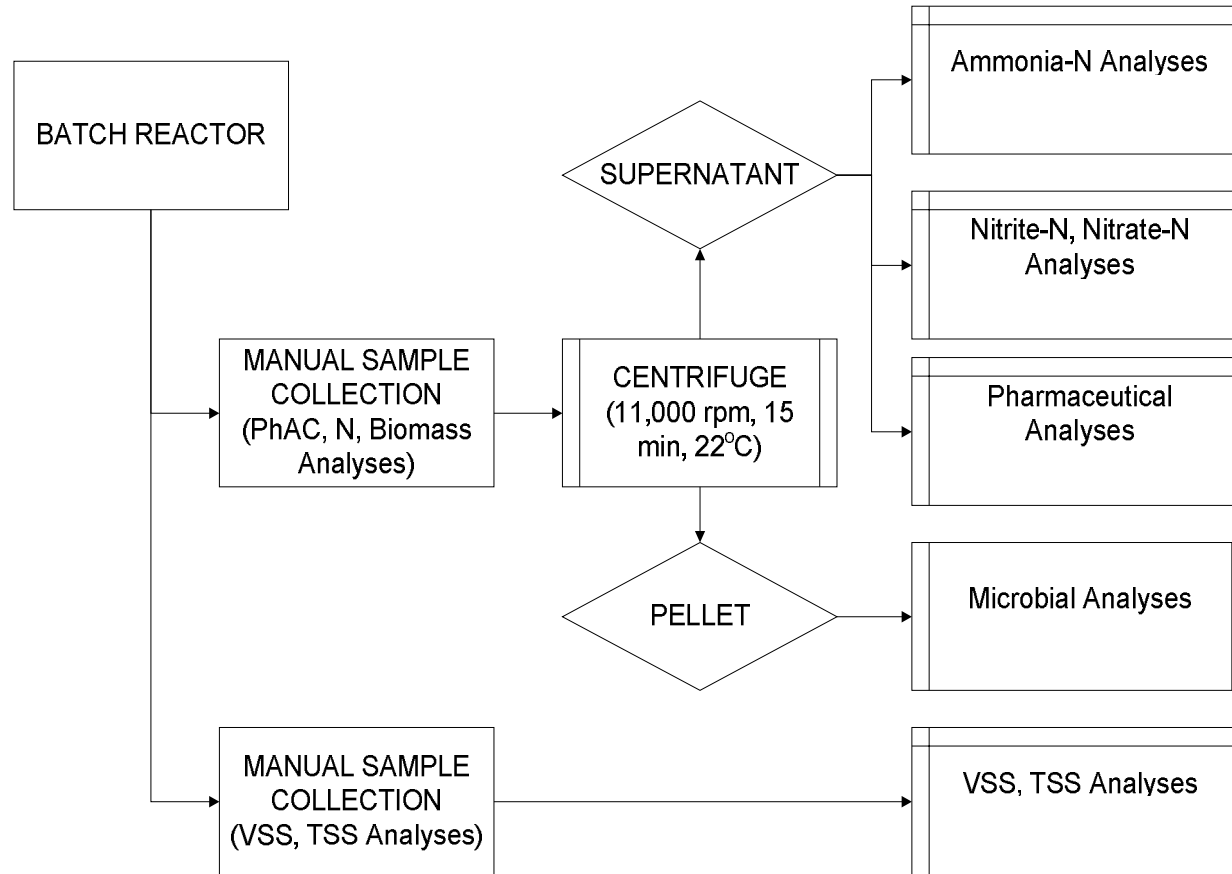 BATCH REACTOR
MANUAL SAMPLE
COLLECTION
(PhAC, N, Biomass
Analyses)
CENTRIFUGE
(11,000 rpm, 15
min, 22°C)
SUPERNATANT
Ammonia-N Analyses
Nitrite-N, Nitrate-N
Analyses
Pharmaceutical
Analyses
PELLET
Microbial Analyses
MANUAL SAMPLE
COLLECTION
(VSS, TSS Analyses)
VSS, TSS Analyses